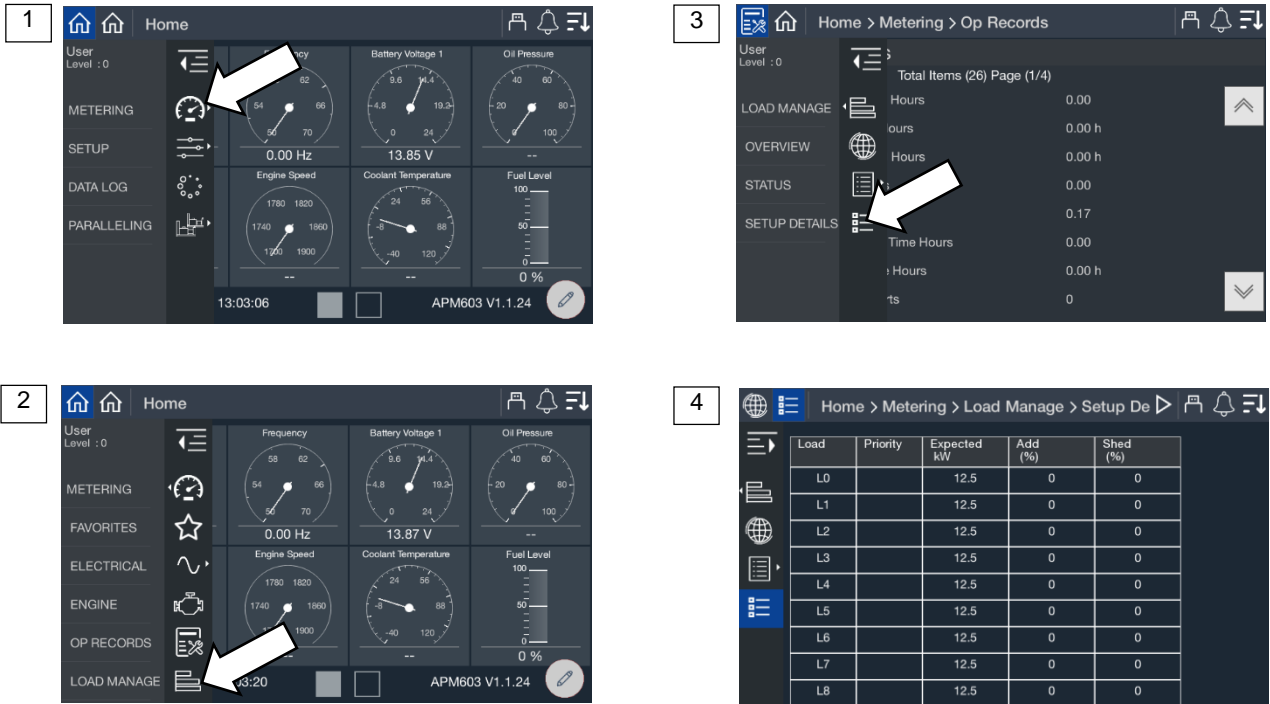 1
Home
User
Level : 0
METERING
SETUP
DATA LOG
PARALLELING
Battery Voltage 1
Oil Pressure
62
54
66
58
70
0.00 Hz
9.6
14.4
4.8
19.2
0
24
13.85 V
40
60
20
80
0
100
--
Engine Speed
Coolant Temperature
Fuel Level
1780 1820
1740
1860
1700
1900
--
24
56
-8
88
-40
120
--
100
50
0
0 %
13:03:06
APM603 V1.1.24
2
Home
User
Level : 0
METERING
FAVORITES
ELECTRICAL
ENGINE
OP RECORDS
LOAD MANAGE
Frequency
Battery Voltage 1
Oil Pressure
58
62
54
66
50
70
0.00 Hz
9.6
14.4
4.8
19.2
0
24
13.87 V
40
60
20
80
0
100
--
Engine Speed
Coolant Temperature
Fuel Level
1780 1820
1740
1860
1900
--
24
56
-8
88
-40
120
--
100
50
0
0 %
03:20
APM603 V1.1.24
3
Home > Metering > Op Records
User
Level : 0
LOAD MANAGE
OVERVIEW
STATUS
SETUP DETAILS
Total Items (26) Page (1/4)
Hours 0.00
0.00 h
Hours 0.00 h
0.00
0.17
Time Hours 0.00
Hours 0.00 h
0
4
Home > Metering > Load Manage > Setup De
Load Priority Expected kW Add (%) Shed (%)
L0 12.5 0 0
L1 12.5 0 0
L2 12.5 0 0
L3 12.5 0 0
L4 12.5 0 0
L5 12.5 0 0
L6 12.5 0 0
L7 12.5 0 0
L8 12.5 0 0